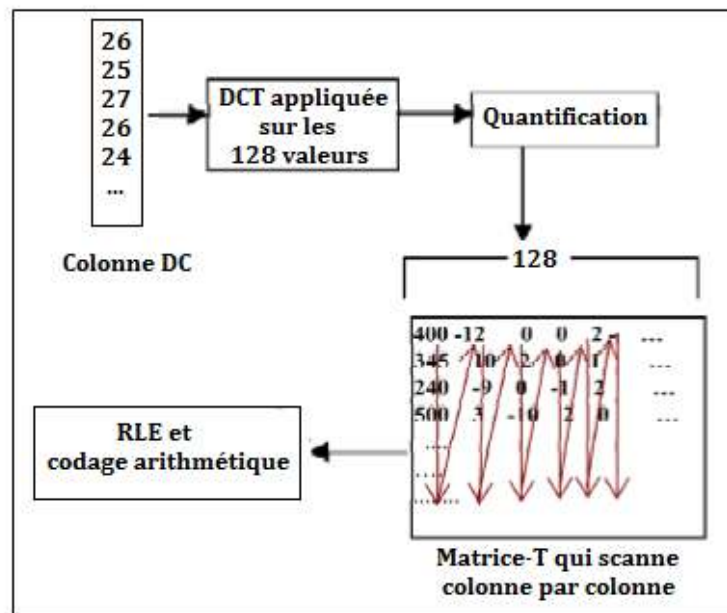 26
25
27
26
24
...
DCT appliquée
sur les
128 valeurs
Quantification
Colonne DC
128
400 -12 0 0 2 - ...
345 10 2 0 1 ....
240 -9 0 -1 2 ...
500 3 -10 2 0 ....
....
....
.........
RLE et
codage arithmétique
Matrice-T qui scanne
colonne par colonne